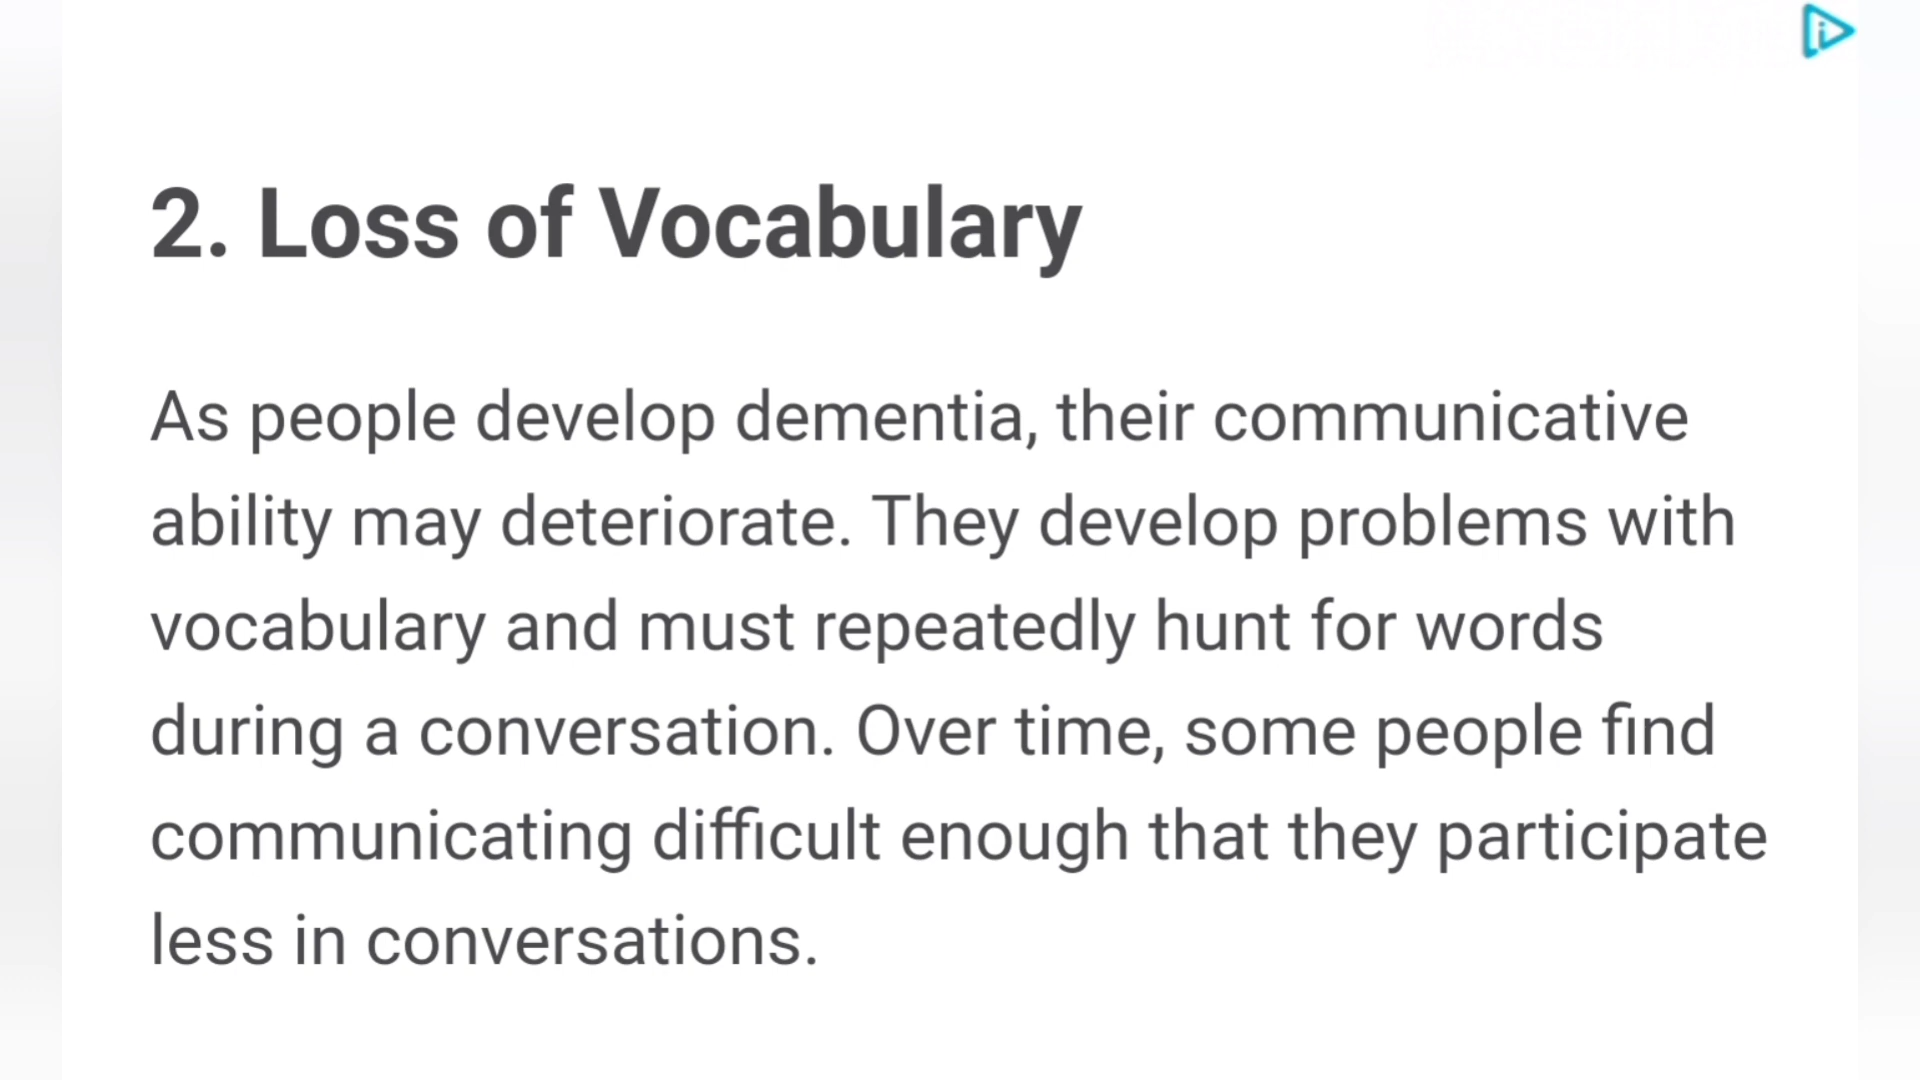 2. Loss of Vocabulary
As people develop dementia, their communicative
ability may deteriorate. They develop problems with
vocabulary and must repeatedly hunt for words
during a conversation. Over time, some people find
communicating difficult enough that they participate
less in conversations.